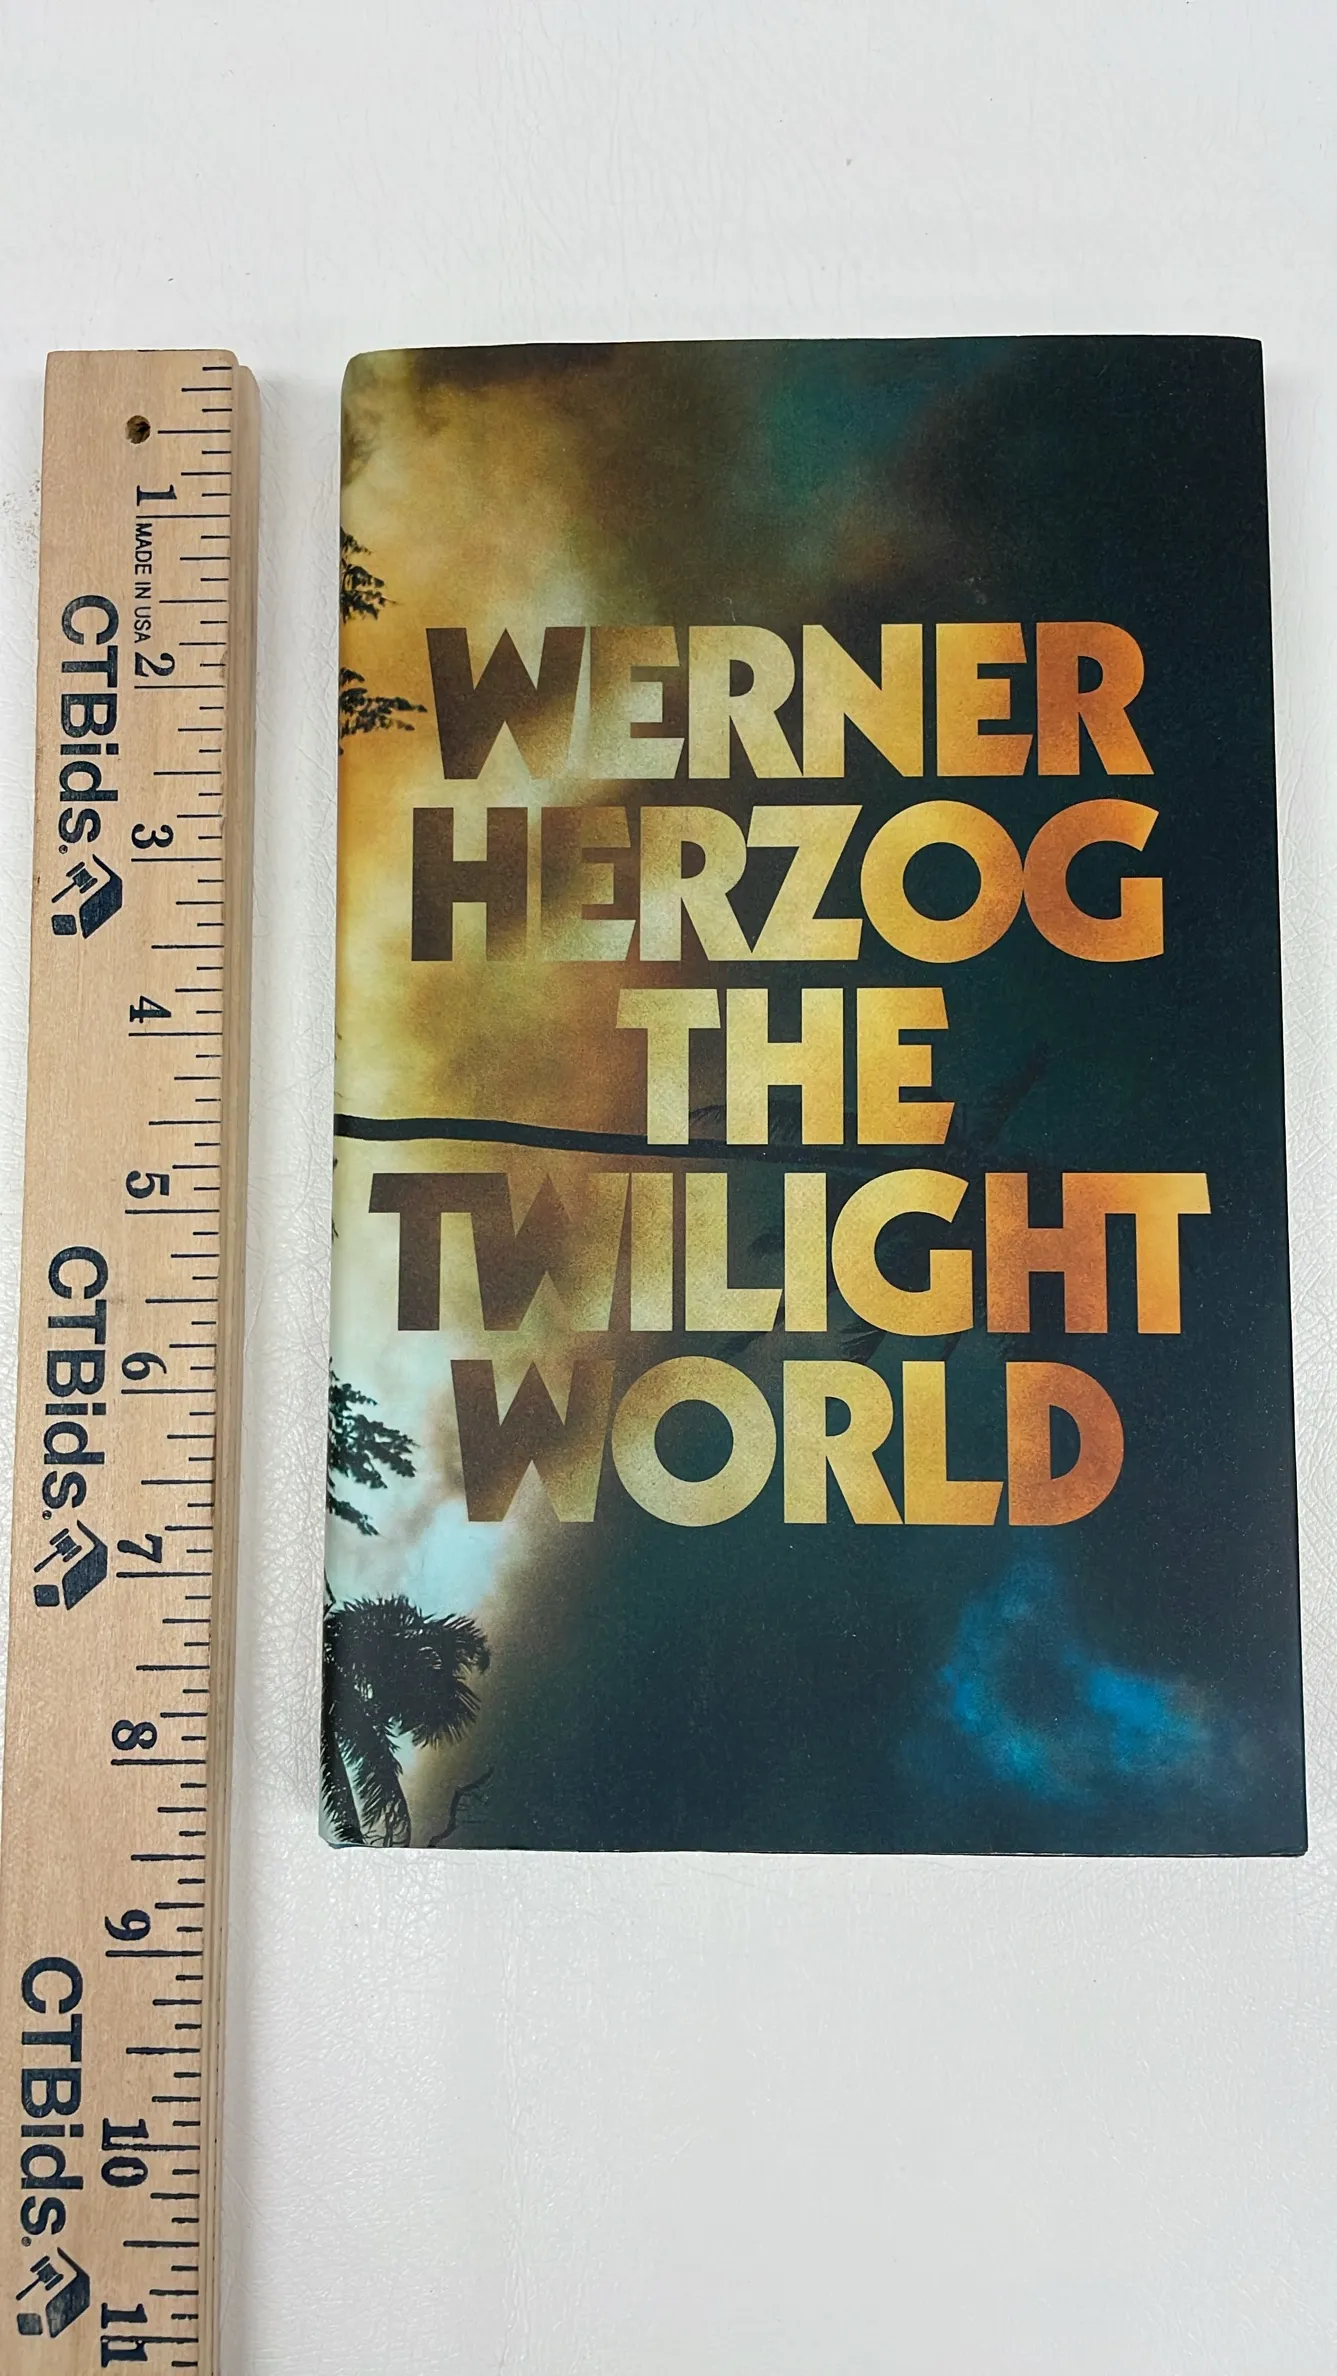 WERNER
HERZOG
THE
TWILIGHT
WORLD
1
MADE IN USA
2
3
4
5
6
7
8
9
10
11
CTBids.
CTBids.
CTBids.